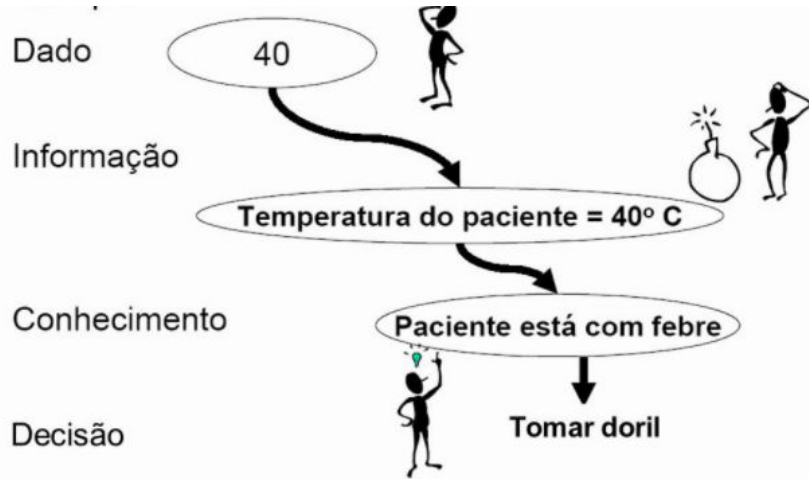 Dado
40
Informação
Temperatura do paciente = 40º C
Conhecimento
Paciente está com febre
Decisão
Tomar doril